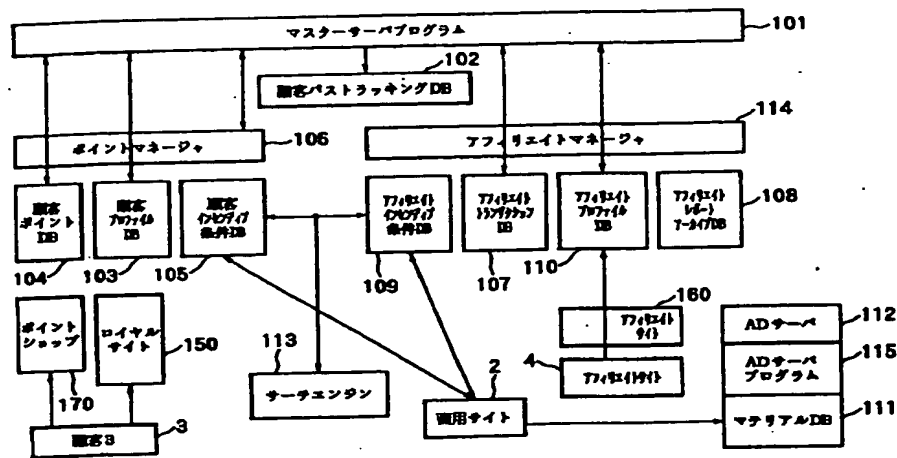 マスターサーバプログラム
101
102
顧客パストラッキングDB
106
ポイントマネージャ
114
アフィリエイトマネージャ
顧客
ポイント
DB
104
顧客
プロファイル
DB
103
顧客
インセンティブ
条件DB
105
アフィリエイト
インセンティブ
条件DB
109
アフィリエイト
トランザクション
DB
107
アフィリエイト
プロファイル
DB
110
アフィリエイト
レポート
アーカイブDB
108
ポイント
ショップ
170
ロイヤル
サイト
150
113
サーチエンジン
160
アフィリエイト
サイト
4
アフィリエイトサイト
2
商用サイト
ADサーバ
112
ADサーバ
プログラム
115
マテリアルDB
111
顧客3
3